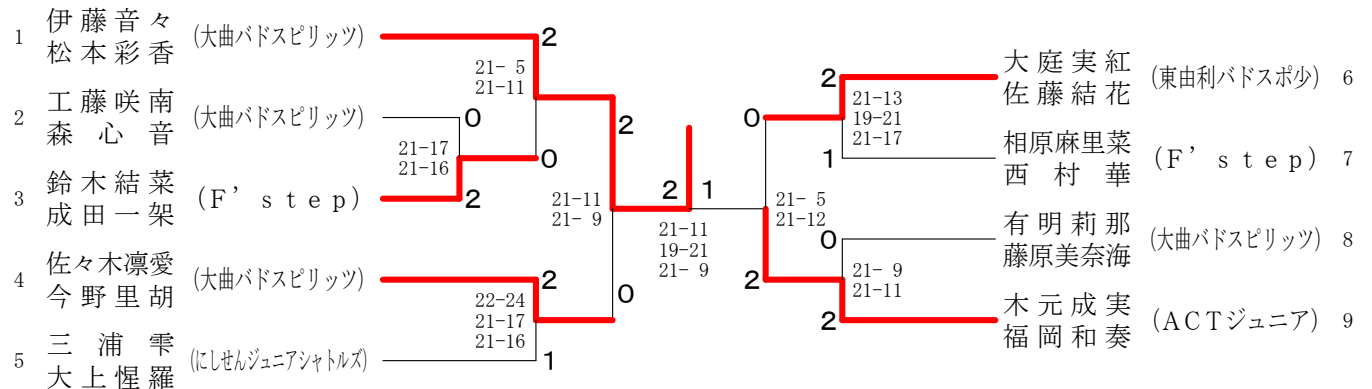 1 伊藤音々 松本彩香 (大曲バドスピリッツ) 2
21- 5
21-11
2 工藤咲南 森心音 (大曲バドスピリッツ) 0
21-17
21-16
0
3 鈴木結菜 成田一架 (F’step) 2
2
21-11
21- 9
4 佐々木凛愛 今野里胡 (大曲バドスピリッツ) 2
22-24
21-17
21-16
0
5 三浦雫 大上惺羅 (にしせんジュニアシャトルズ) 1
2 1
21-11
19-21
21- 9
2 大庭実紅 佐藤結花 (東由利バドスポ少) 6
21-13
19-21
21-17
0
1 相原麻里菜 西村華 (F’step) 7
21- 5
21-12
0 有明莉那 藤原美奈海 (大曲バドスピリッツ) 8
21- 9
21-11
2
2 木元成実 福岡和奏 (ACTジュニア) 9